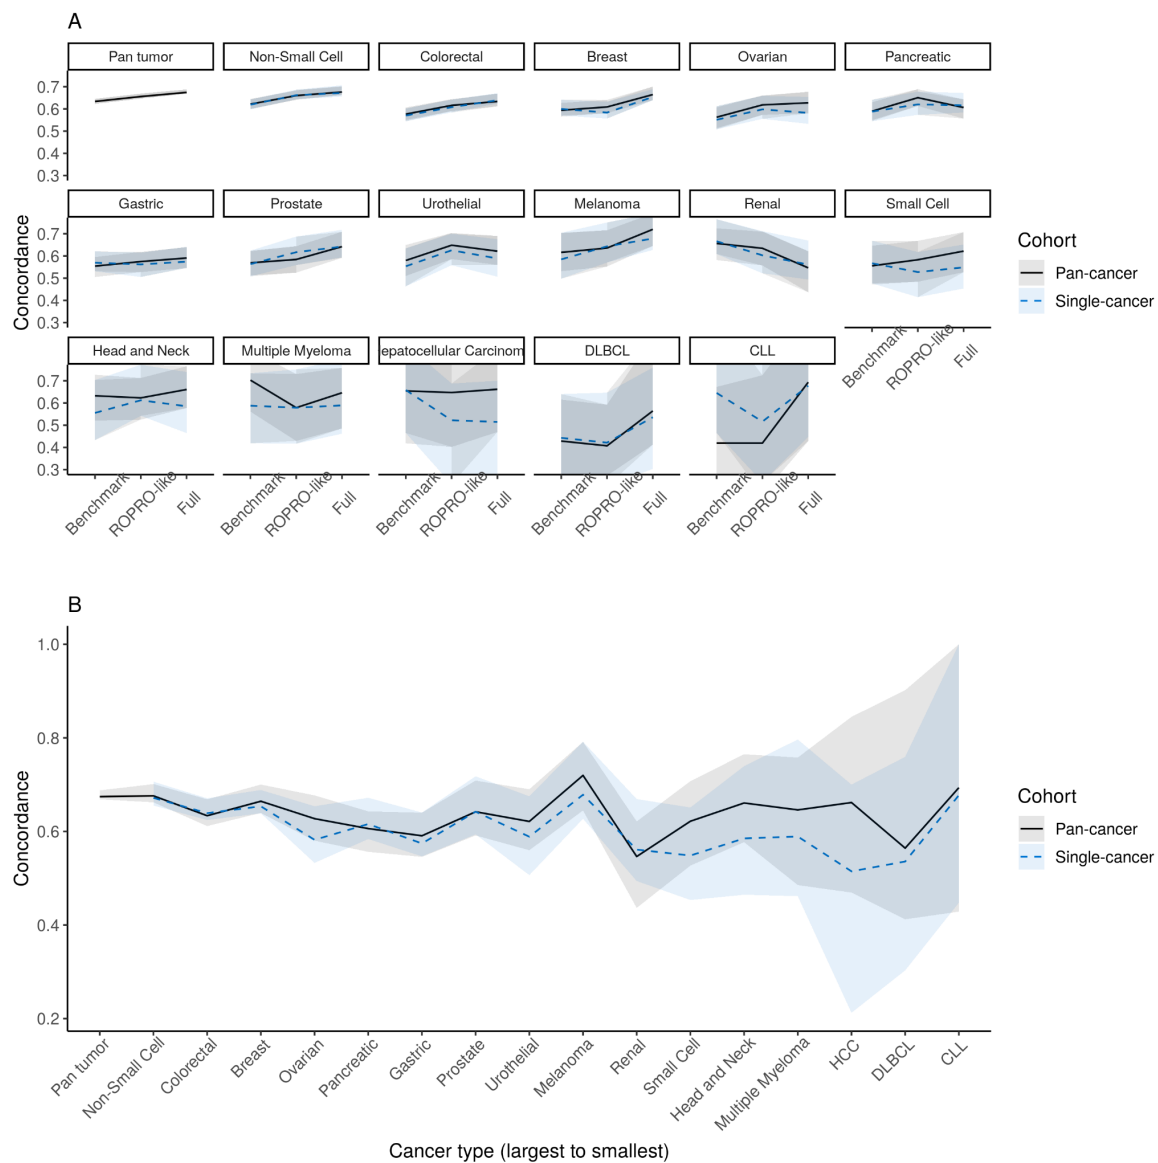 A
Pan tumor
Non-Small Cell
Colorectal
Breast
Ovarian
Pancreatic
0.7
0.6
0.5
0.4
0.3
Gastric
Prostate
Urothelial
Melanoma
Renal
Small Cell
0.7
0.6
0.5
0.4
0.3
Concordance
Head and Neck
Multiple Myeloma
epatocellular Carcinom
DLBCL
CLL
0.7
0.6
0.5
0.4
0.3
Benchmark
ROPRO-like
Full
Benchmark
ROPRO-like
Full
Benchmark
ROPRO-like
Full
Benchmark
ROPRO-like
Full
Benchmark
ROPRO-like
Full
Benchmark
ROPRO-like
Full
Cohort
Pan-cancer
Single-cancer
B
1.0
0.8
0.6
0.4
0.2
Concordance
Pan tumor
Non-Small Cell
Colorectal
Breast
Ovarian
Pancreatic
Gastric
Prostate
Urothelial
Melanoma
Renal
Small Cell
Head and Neck
Multiple Myeloma
HCC
DLBCL
CLL
Cancer type (largest to smallest)
Cohort
Pan-cancer
Single-cancer